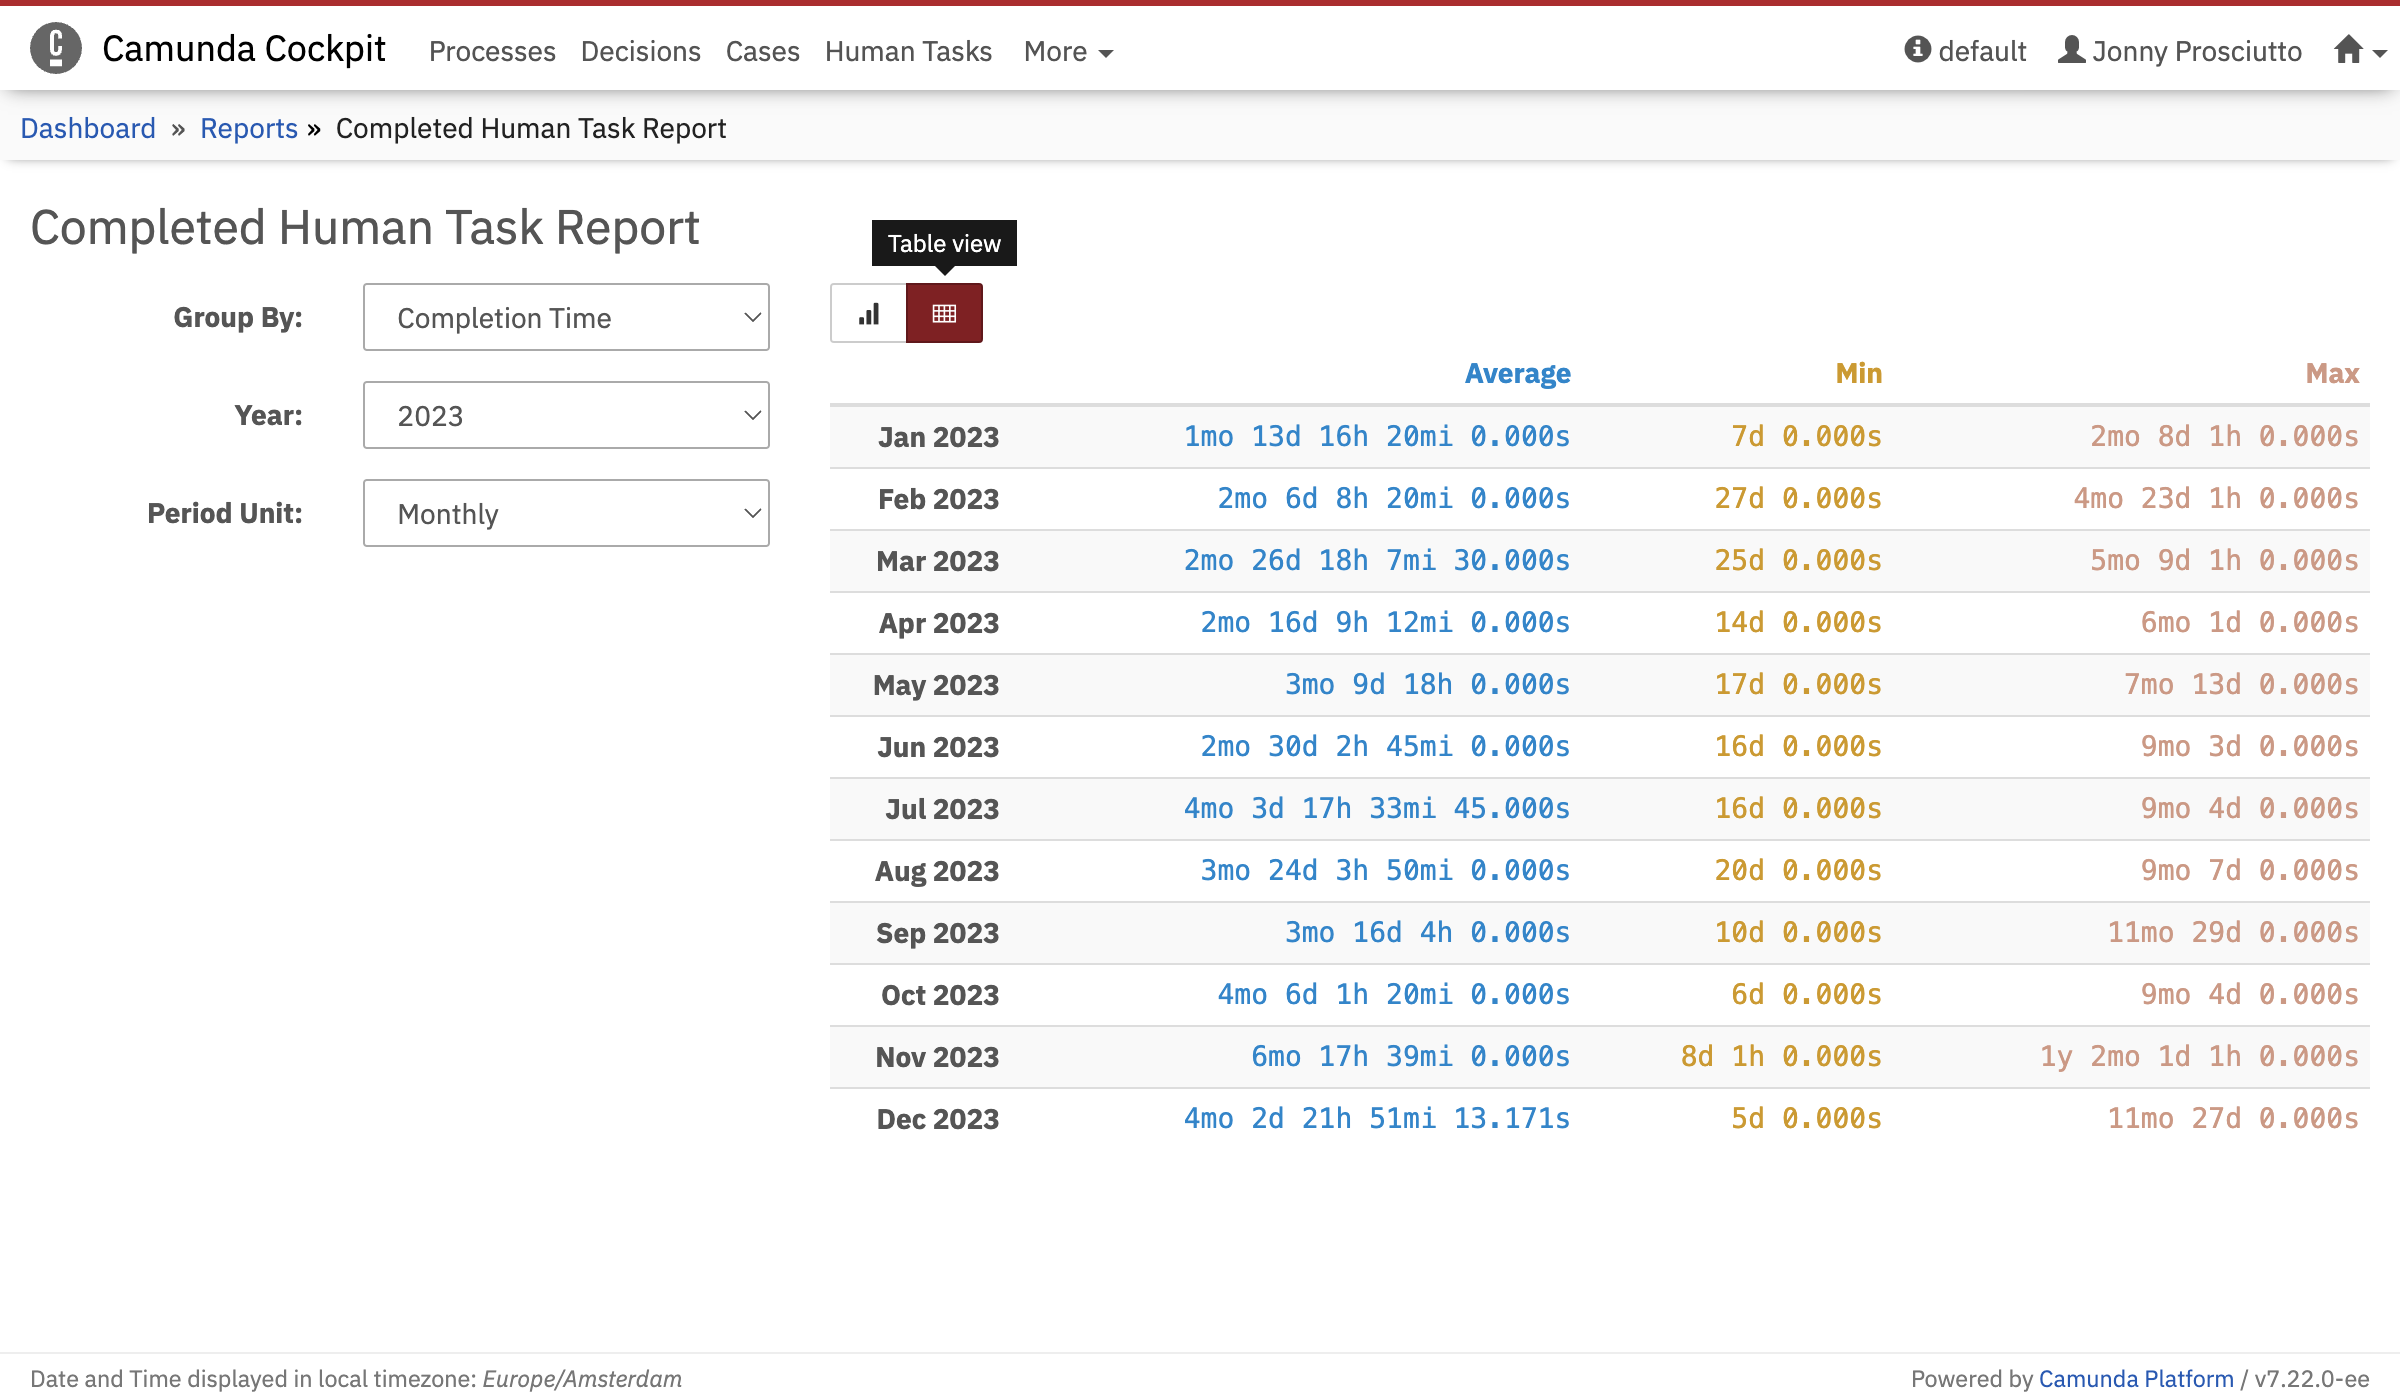 Camunda Cockpit Processes Decisions Cases Human Tasks More default Jonny Prosciutto
Dashboard » Reports » Completed Human Task Report
Completed Human Task Report
Table view
Group By: Completion Time
Year: 2023
Period Unit: Monthly
Average Min Max
Jan 2023 1mo 13d 16h 20mi 0.000s 7d 0.000s 2mo 8d 1h 0.000s
Feb 2023 2mo 6d 8h 20mi 0.000s 27d 0.000s 4mo 23d 1h 0.000s
Mar 2023 2mo 26d 18h 7mi 30.000s 25d 0.000s 5mo 9d 1h 0.000s
Apr 2023 2mo 16d 9h 12mi 0.000s 14d 0.000s 6mo 1d 0.000s
May 2023 3mo 9d 18h 0.000s 17d 0.000s 7mo 13d 0.000s
Jun 2023 2mo 30d 2h 45mi 0.000s 16d 0.000s 9mo 3d 0.000s
Jul 2023 4mo 3d 17h 33mi 45.000s 16d 0.000s 9mo 4d 0.000s
Aug 2023 3mo 24d 3h 50mi 0.000s 20d 0.000s 9mo 7d 0.000s
Sep 2023 3mo 16d 4h 0.000s 10d 0.000s 11mo 29d 0.000s
Oct 2023 4mo 6d 1h 20mi 0.000s 6d 0.000s 9mo 4d 0.000s
Nov 2023 6mo 17h 39mi 0.000s 8d 1h 0.000s 1y 2mo 1d 1h 0.000s
Dec 2023 4mo 2d 21h 51mi 13.171s 5d 0.000s 11mo 27d 0.000s
Date and Time displayed in local timezone: Europe/Amsterdam Powered by Camunda Platform / v7.22.0-ee